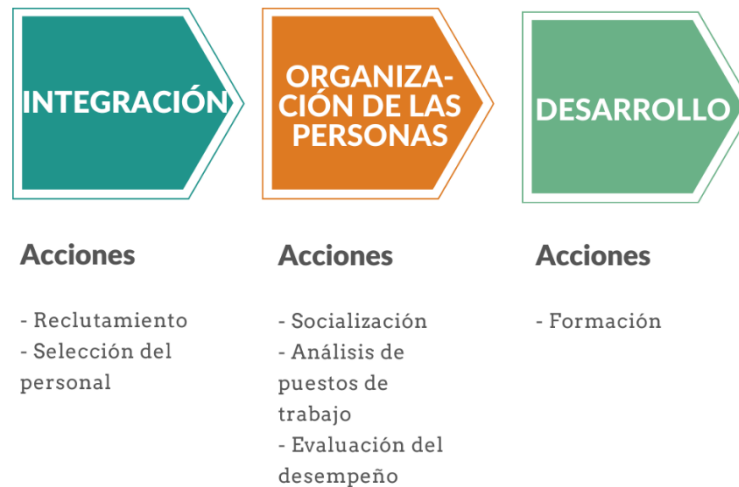 INTEGRACIÓN
ORGANIZA-
CIÓN DE LAS
PERSONAS
DESARROLLO
Acciones
- Reclutamiento
- Selección del
personal
Acciones
- Socialización
- Análisis de
puestos de
trabajo
- Evaluación del
desempeño
Acciones
- Formación